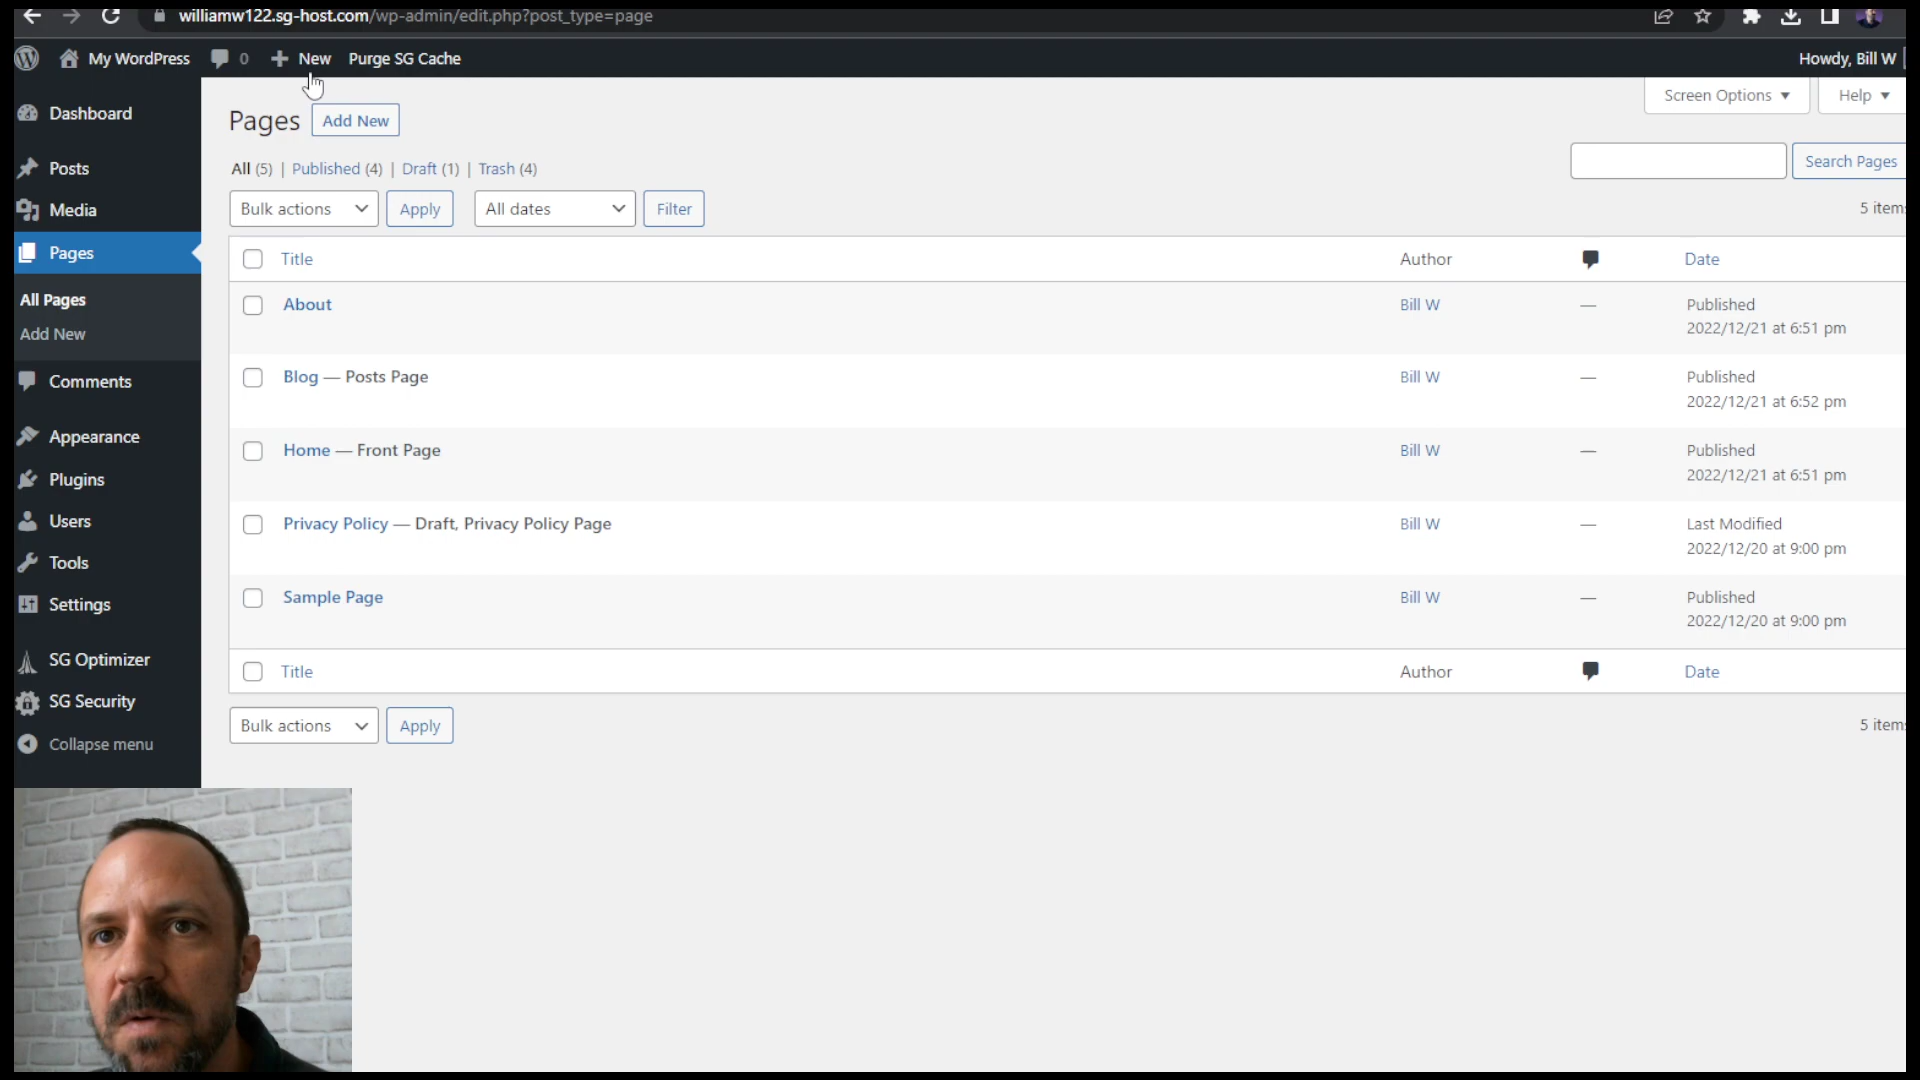 williamw122.sg-host.com/wp-admin/edit.php?post_type=page
My WordPress 0 New Purge SG Cache Howdy, Bill W
Dashboard
Posts
Media
Pages
All Pages
Add New
Comments
Appearance
Plugins
Users
Tools
Settings
SG Optimizer
SG Security
Collapse menu
Screen Options Help
Pages Add New
All (5) | Published (4) | Draft (1) | Trash (4)
Search Pages
Bulk actions Apply All dates Filter 5 item
Title Author Date
About Bill W — Published
2022/12/21 at 6:51 pm
Blog — Posts Page Bill W — Published
2022/12/21 at 6:52 pm
Home — Front Page Bill W — Published
2022/12/21 at 6:51 pm
Privacy Policy — Draft, Privacy Policy Page Bill W — Last Modified
2022/12/20 at 9:00 pm
Sample Page Bill W — Published
2022/12/20 at 9:00 pm
Title Author Date
Bulk actions Apply 5 item